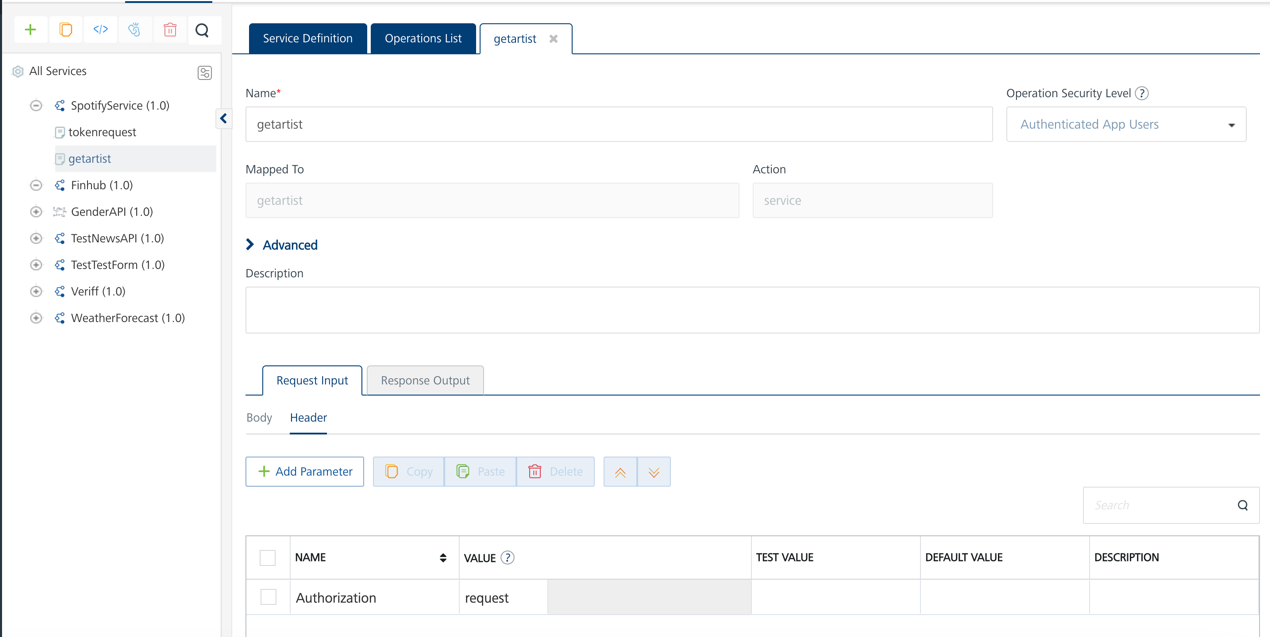 All Services
SpotifyService (1.0)
tokenrequest
getartist
Finhub (1.0)
GenderAPI (1.0)
TestNewsAPI (1.0)
TestTestForm (1.0)
Veriff (1.0)
WeatherForecast (1.0)
Service Definition Operations List getartist
Name* Operation Security Level ?
getartist Authenticated App Users
Mapped To Action
getartist service
Advanced
Description
Request Input Response Output
Body Header
Add Parameter Copy Paste Delete
Search
NAME VALUE ? TEST VALUE DEFAULT VALUE DESCRIPTION
Authorization request